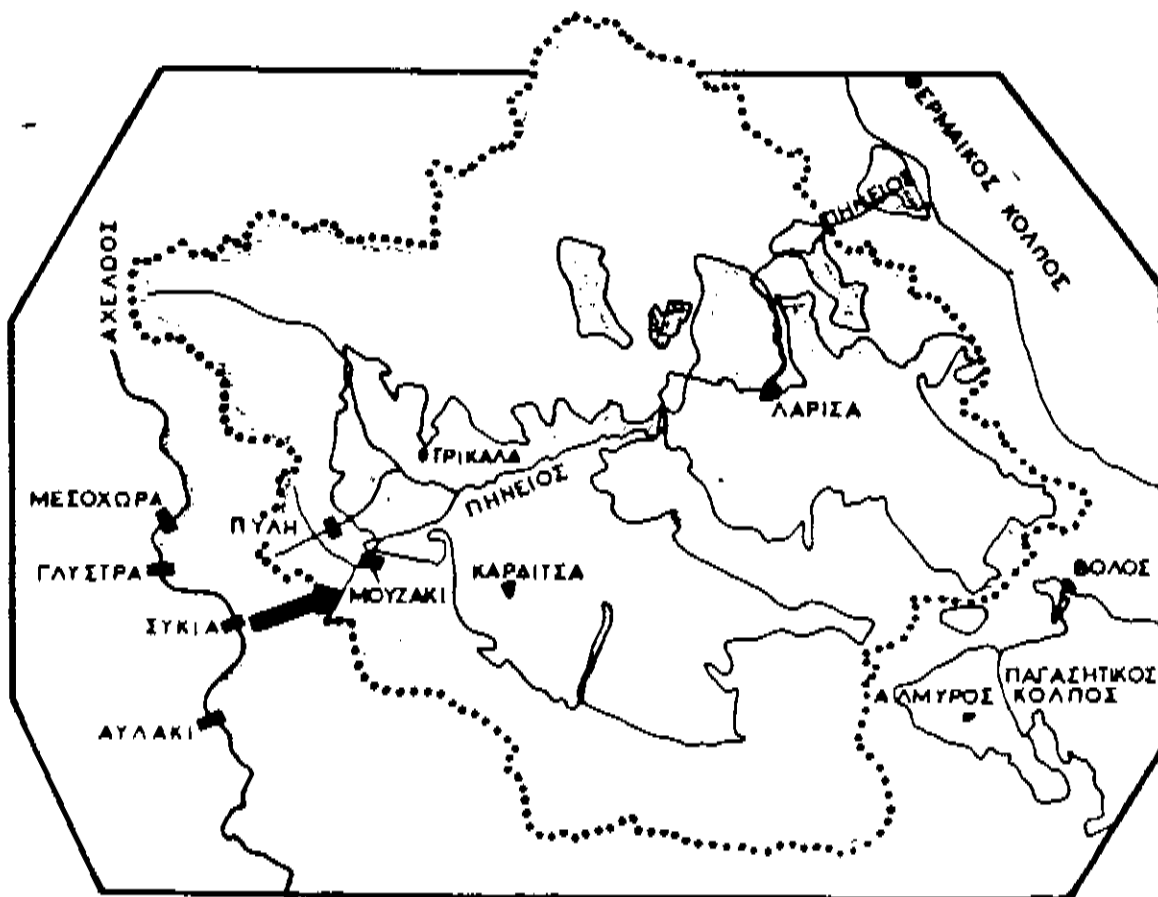 ΘΕΡΜΑΙΚΟΣ ΚΟΛΠΟΣ
ΠΗΝΕΙΟΣ
ΑΧΕΛΩΟΣ
ΛΑΡΙΣΑ
ΤΡΙΚΑΛΑ
ΠΗΝΕΙΟΣ
ΜΕΣΟΧΩΡΑ
ΠΥΛΗ
ΓΛΥΣΤΡΑ
ΚΑΡΔΙΤΣΑ
ΒΟΛΟΣ
ΜΟΥΖΑΚΙ
ΣΥΚΙΑ
ΠΑΓΑΣΗΤΙΚΟΣ
ΚΟΛΠΟΣ
ΑΛΜΥΡΟΣ
ΑΥΛΑΚΙ